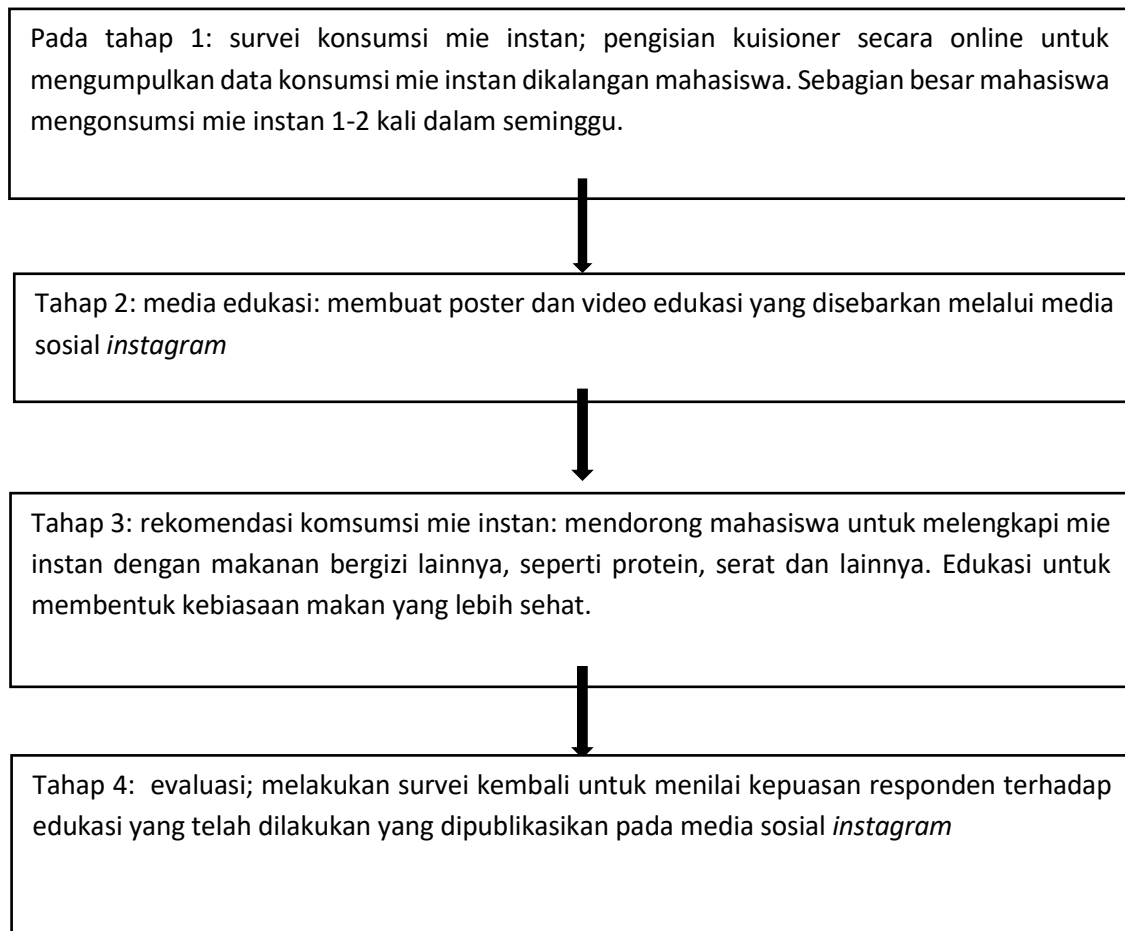 Pada tahap 1: survei konsumsi mie instan; pengisian kuisioner secara online untuk
mengumpulkan data konsumsi mie instan dikalangan mahasiswa. Sebagian besar mahasiswa
mengonsumsi mie instan 1-2 kali dalam seminggu.
Tahap 2: media edukasi: membuat poster dan video edukasi yang disebarkan melalui media
sosial instagram
Tahap 3: rekomendasi komsumsi mie instan: mendorong mahasiswa untuk melengkapi mie
instan dengan makanan bergizi lainnya, seperti protein, serat dan lainnya. Edukasi untuk
membentuk kebiasaan makan yang lebih sehat.
Tahap 4: evaluasi; melakukan survei kembali untuk menilai kepuasan responden terhadap
edukasi yang telah dilakukan yang dipublikasikan pada media sosial instagram